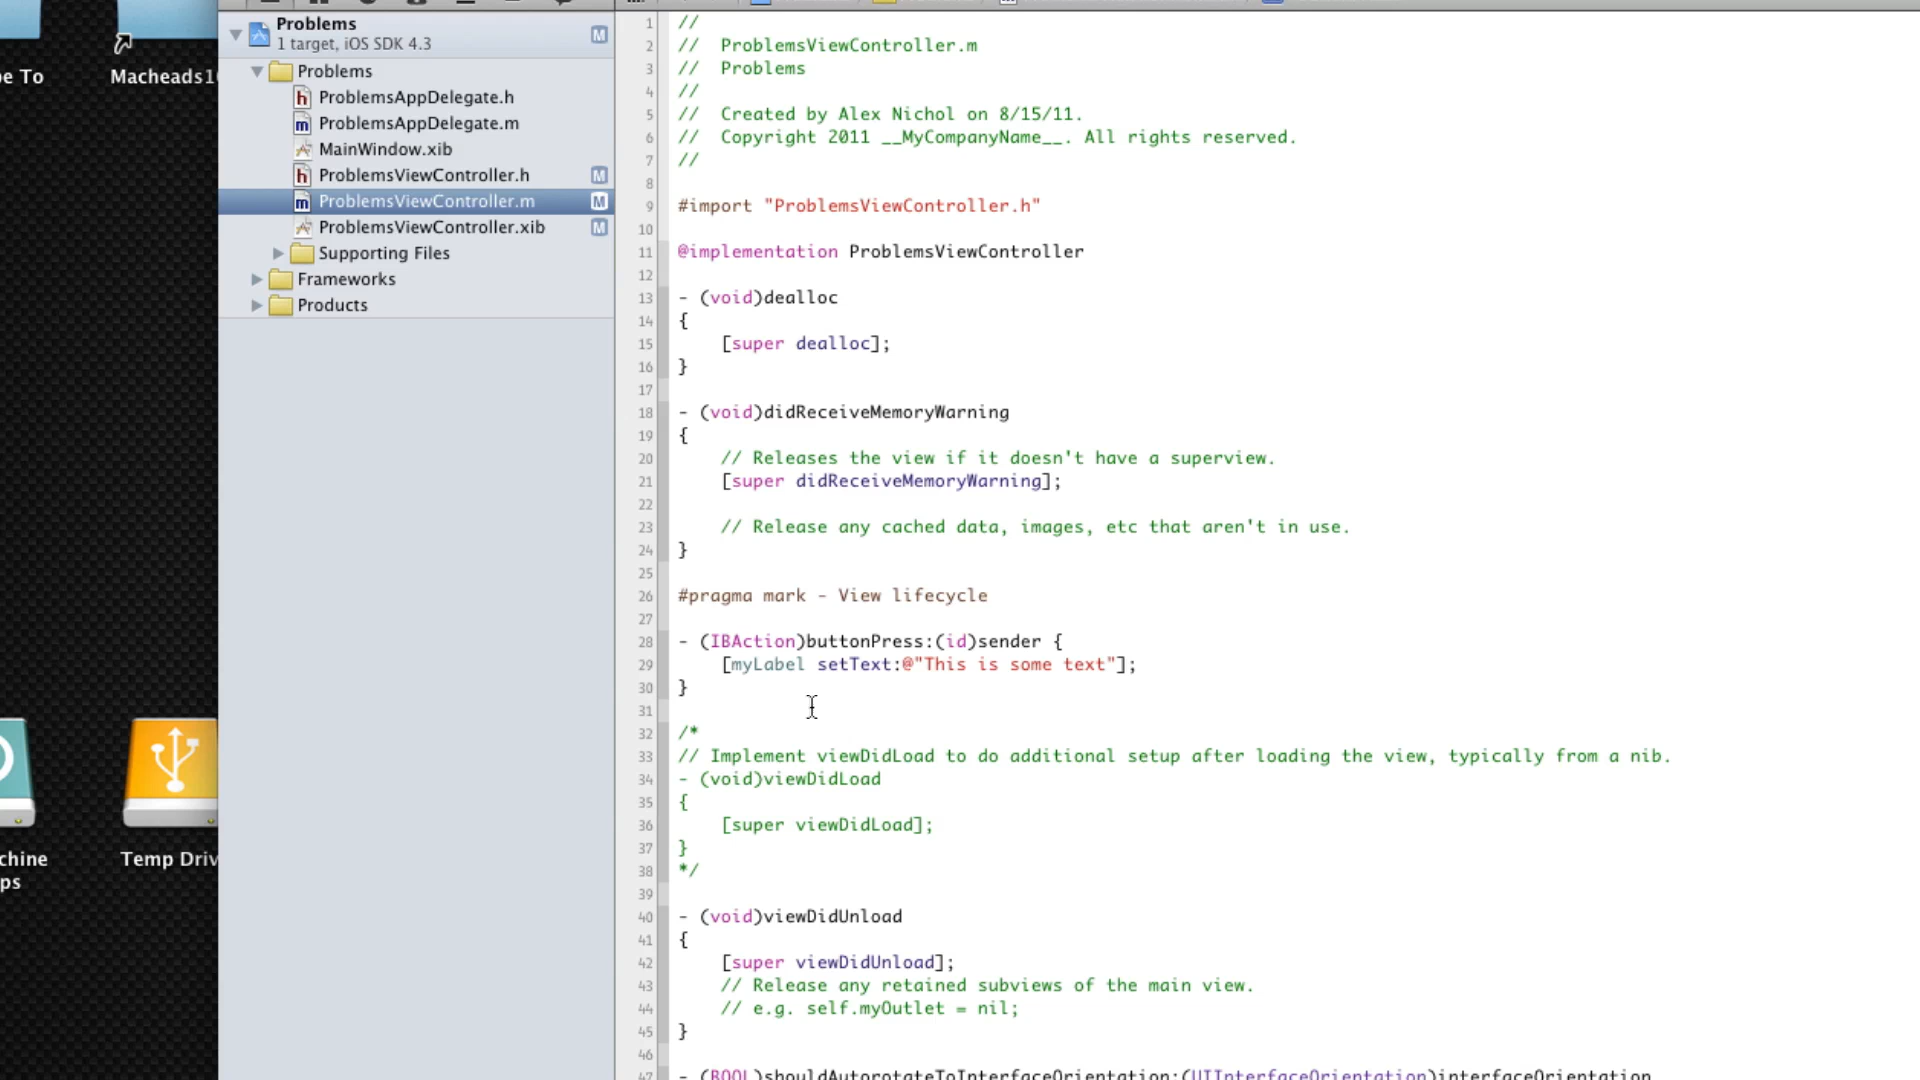 be To
Macheads1
chine
ps
Temp Driv
Problems
1 target, iOS SDK 4.3
M
Problems
h ProblemsAppDelegate.h
m ProblemsAppDelegate.m
MainWindow.xib
h ProblemsViewController.h M
m ProblemsViewController.m M
ProblemsViewController.xib M
Supporting Files
Frameworks
Products
1 //
2 // ProblemsViewController.m
3 // Problems
4 //
5 // Created by Alex Nichol on 8/15/11.
6 // Copyright 2011 __MyCompanyName__. All rights reserved.
7 //
8
9 #import "ProblemsViewController.h"
10
11 @implementation ProblemsViewController
12
13 - (void)dealloc
14 {
15 [super dealloc];
16 }
17
18 - (void)didReceiveMemoryWarning
19 {
20 // Releases the view if it doesn't have a superview.
21 [super didReceiveMemoryWarning];
22
23 // Release any cached data, images, etc that aren't in use.
24 }
25
26 #pragma mark - View lifecycle
27
28 - (IBAction)buttonPress:(id)sender {
29 [myLabel setText:@"This is some text"];
30 }
31
32 /*
33 // Implement viewDidLoad to do additional setup after loading the view, typically from a nib.
34 - (void)viewDidLoad
35 {
36 [super viewDidLoad];
37 }
38 */
39
40 - (void)viewDidUnload
41 {
42 [super viewDidUnload];
43 // Release any retained subviews of the main view.
44 // e.g. self.myOutlet = nil;
45 }
46
47 - (BOOL)shouldAutorotateToInterfaceOrientation:(UIInterfaceOrientation)interfaceOrientation